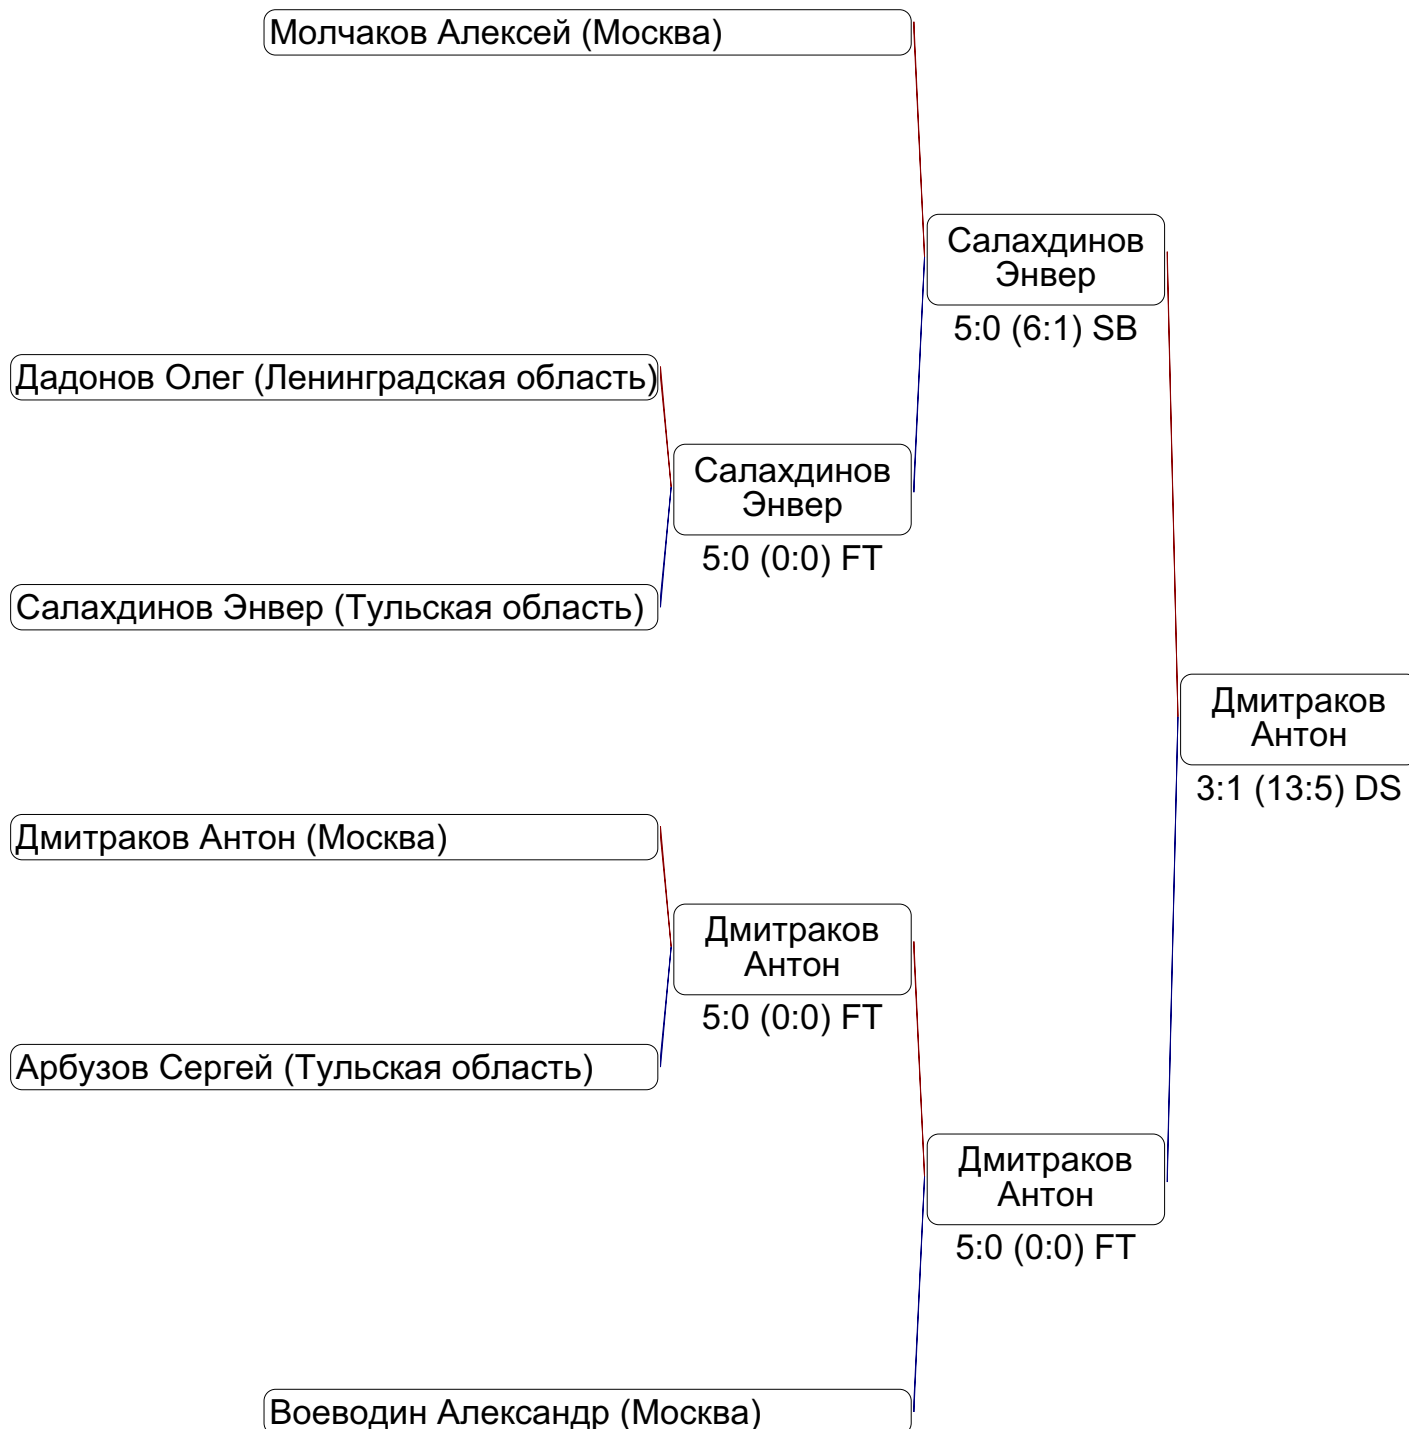 Молчаков Алексей (Москва)
Салахдинов
Энвер
5:0 (6:1) SB
Дадонов Олег (Ленинградская область)
Салахдинов
Энвер
5:0 (0:0) FT
Салахдинов Энвер (Тульская область)
Дмитраков
Антон
3:1 (13:5) DS
Дмитраков Антон (Москва)
Дмитраков
Антон
5:0 (0:0) FT
Арбузов Сергей (Тульская область)
Дмитраков
Антон
5:0 (0:0) FT
Воеводин Александр (Москва)